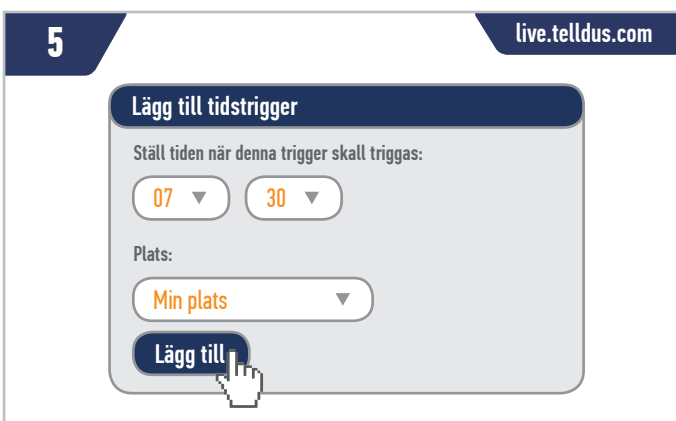 5
live.telldus.com
Lägg till tidstrigger
Ställ tiden när denna trigger skall triggas:
07 30
Plats:
Min plats
Lägg till